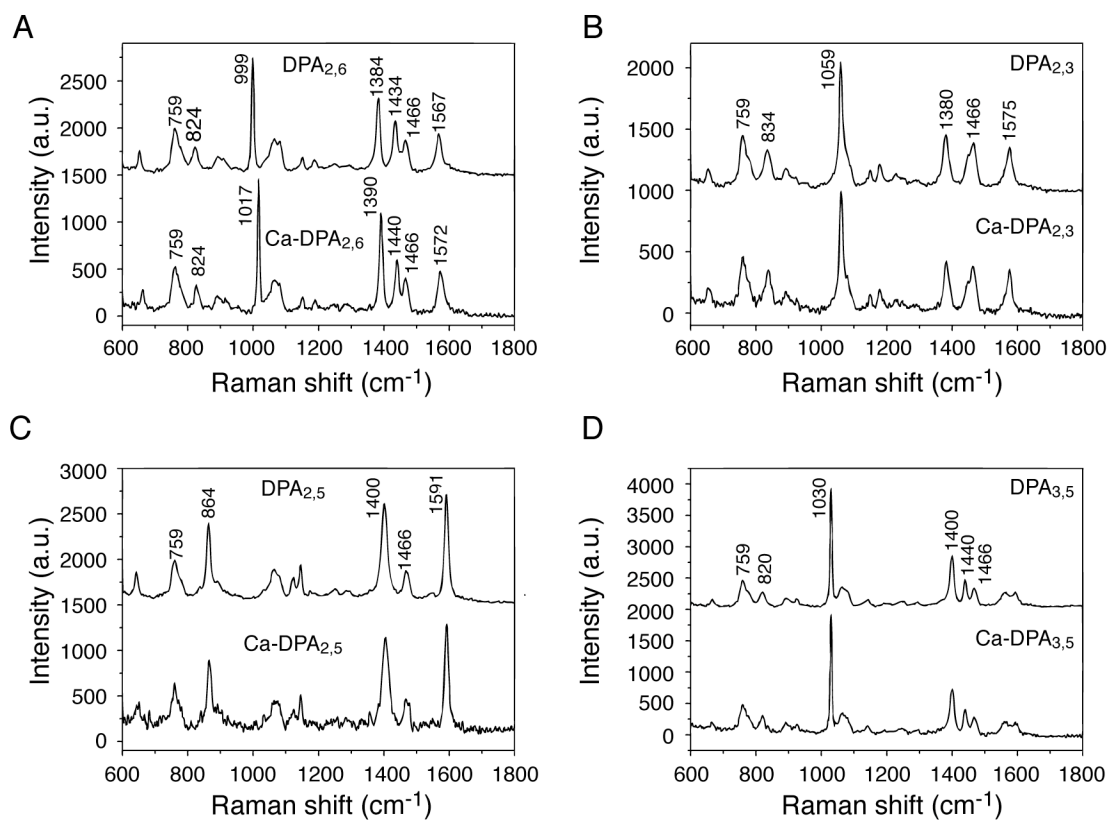 A
Intensity (a.u.)
2500
2000
1500
1000
500
0
DPA2,6
759
824
999
1384
1434
1466
1567
Ca-DPA2,6
759
824
1017
1390
1440
1466
1572
600 800 1000 1200 1400 1600 1800
Raman shift (cm-1)
B
Intensity (a.u.)
2000
1500
1000
500
0
DPA2,3
759
834
1059
1380
1466
1575
Ca-DPA2,3
600 800 1000 1200 1400 1600 1800
Raman shift (cm-1)
C
Intensity (a.u.)
3000
2500
2000
1500
1000
500
0
DPA2,5
759
864
1400
1466
1591
Ca-DPA2,5
600 800 1000 1200 1400 1600 1800
Raman shift (cm-1)
D
Intensity (a.u.)
4000
3500
3000
2500
2000
1500
1000
500
0
DPA3,5
759
820
1030
1400
1440
1466
Ca-DPA3,5
600 800 1000 1200 1400 1600 1800
Raman shift (cm-1)